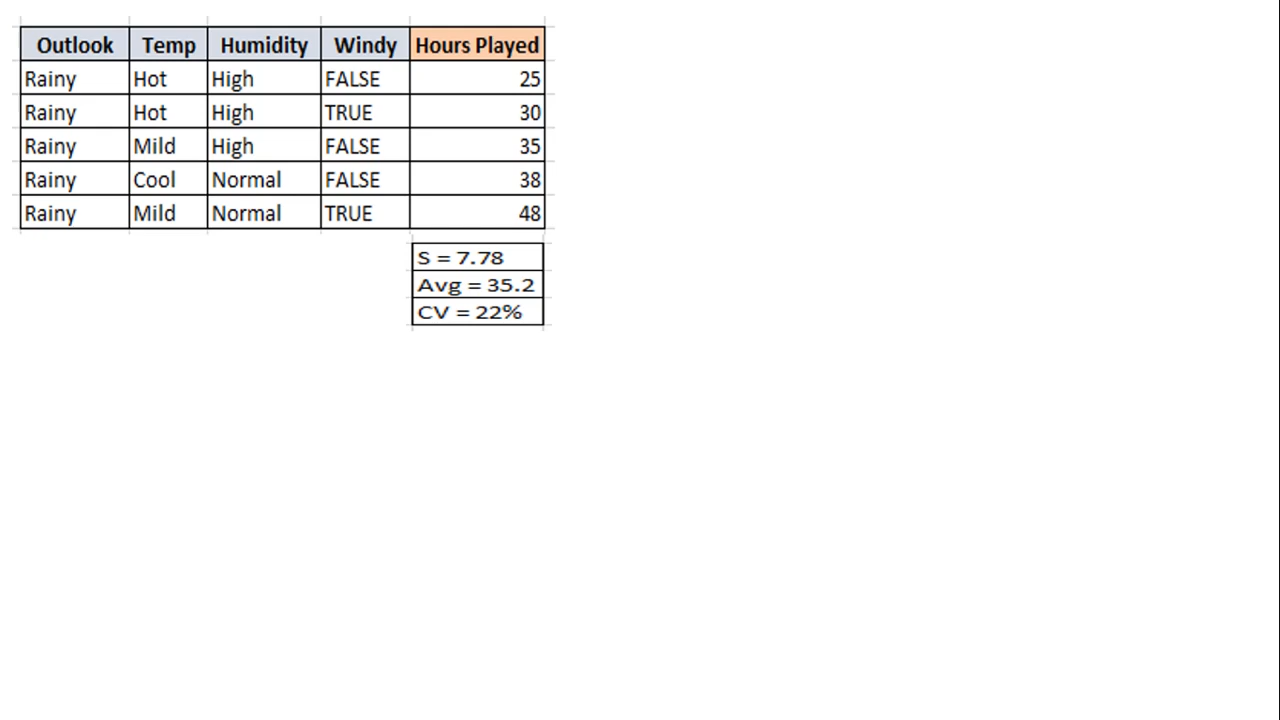 Outlook Temp Humidity Windy Hours Played
Rainy Hot High FALSE 25
Rainy Hot High TRUE 30
Rainy Mild High FALSE 35
Rainy Cool Normal FALSE 38
Rainy Mild Normal TRUE 48
S = 7.78
Avg = 35.2
CV = 22%